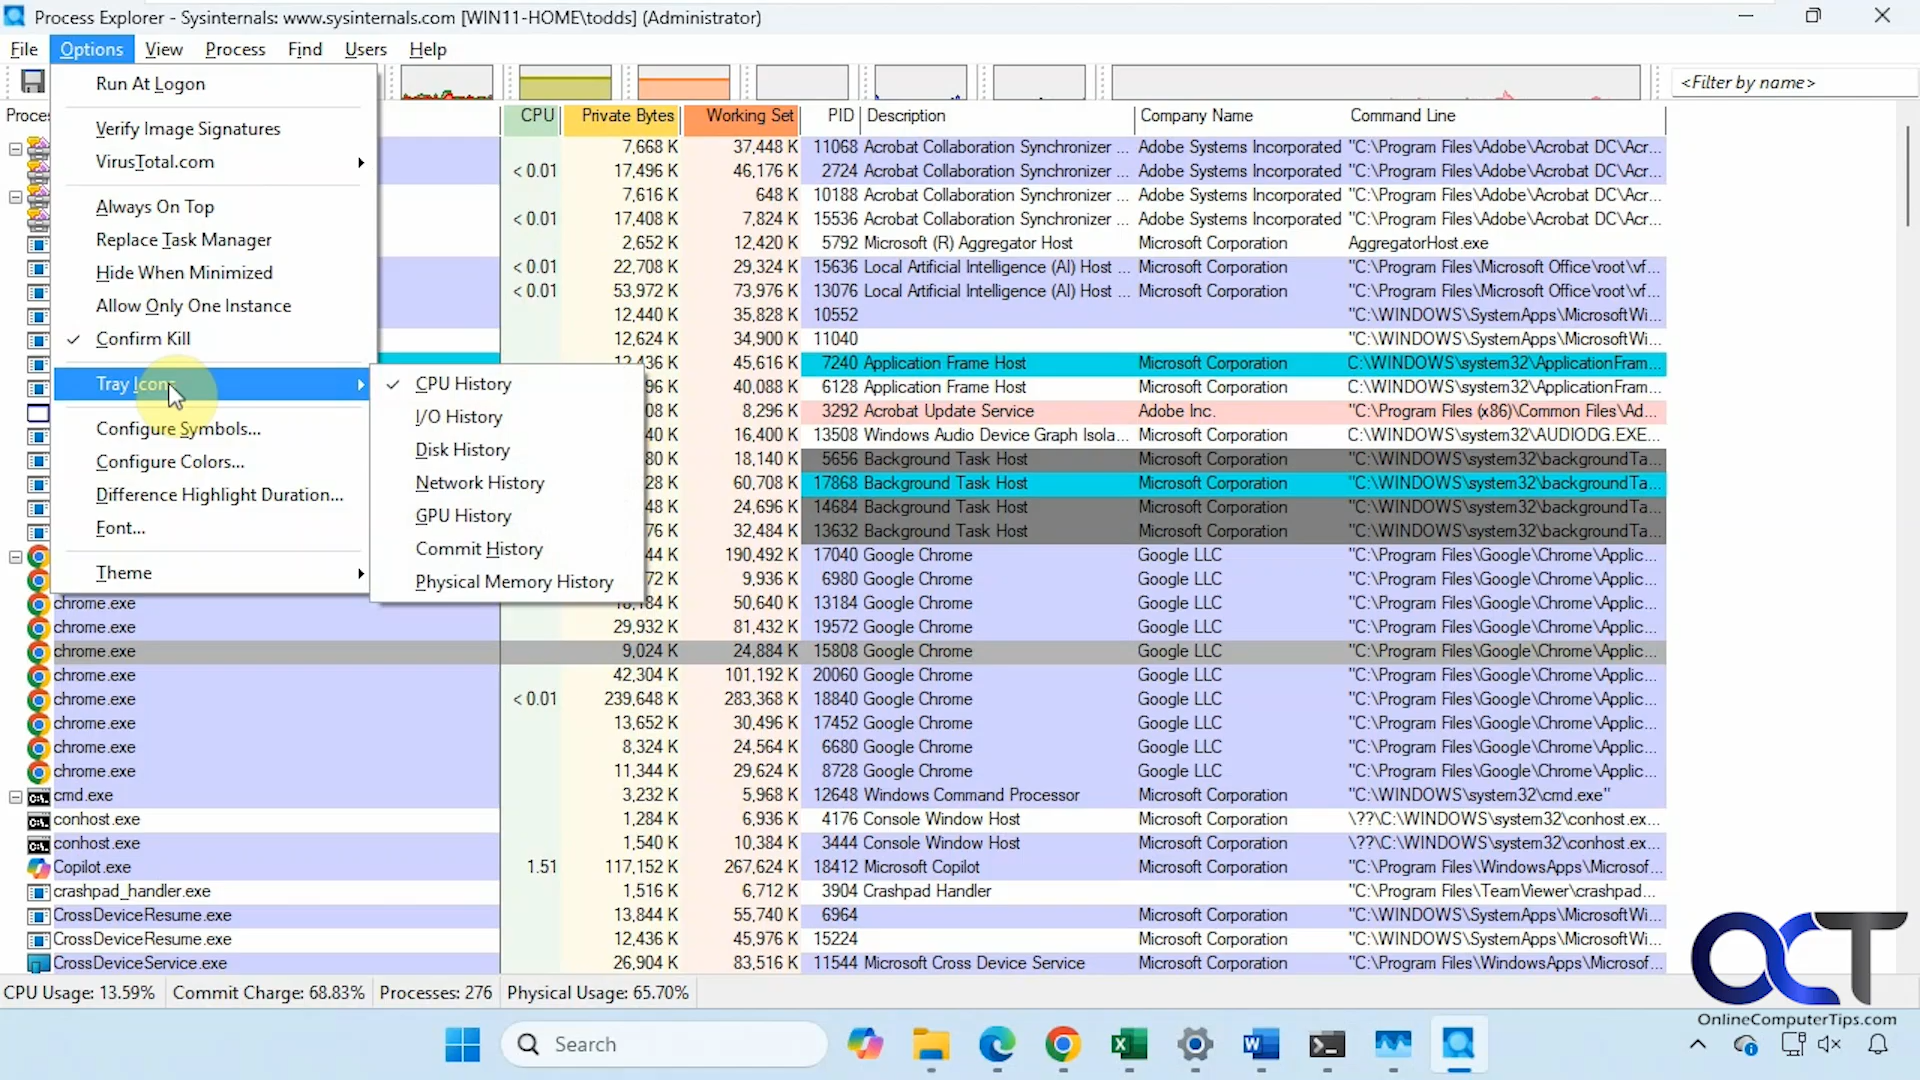 Process Explorer - Sysinternals: www.sysinternals.com [WIN11-HOME\todds] (Administrator)
File Options View Process Find Users Help
<Filter by name>
Run At Logon
Verify Image Signatures
VirusTotal.com
Always On Top
Replace Task Manager
Hide When Minimized
Allow Only One Instance
Confirm Kill
Tray Icons
Configure Symbols...
Configure Colors...
Difference Highlight Duration...
Font...
Theme
CPU History
I/O History
Disk History
Network History
GPU History
Commit History
Physical Memory History
CPU Private Bytes Working Set PID Description Company Name Command Line
7,668 K 37,448 K 11068 Acrobat Collaboration Synchronizer ... Adobe Systems Incorporated "C:\Program Files\Adobe\Acrobat DC\Acr...
< 0.01 17,496 K 46,176 K 2724 Acrobat Collaboration Synchronizer ... Adobe Systems Incorporated "C:\Program Files\Adobe\Acrobat DC\Acr...
7,616 K 648 K 10188 Acrobat Collaboration Synchronizer ... Adobe Systems Incorporated "C:\Program Files\Adobe\Acrobat DC\Acr...
< 0.01 17,408 K 7,824 K 15536 Acrobat Collaboration Synchronizer ... Adobe Systems Incorporated "C:\Program Files\Adobe\Acrobat DC\Acr...
2,652 K 12,420 K 5792 Microsoft (R) Aggregator Host Microsoft Corporation AggregatorHost.exe
< 0.01 22,708 K 29,324 K 15636 Local Artificial Intelligence (AI) Host ... Microsoft Corporation "C:\Program Files\Microsoft Office\root\vf...
< 0.01 53,972 K 73,976 K 13076 Local Artificial Intelligence (AI) Host ... Microsoft Corporation "C:\Program Files\Microsoft Office\root\vf...
12,440 K 35,828 K 10552 "C:\WINDOWS\SystemApps\MicrosoftWi...
12,624 K 34,900 K 11040 "C:\WINDOWS\SystemApps\MicrosoftWi...
12,436 K 45,616 K 7240 Application Frame Host Microsoft Corporation C:\WINDOWS\system32\ApplicationFram...
96 K 40,088 K 6128 Application Frame Host Microsoft Corporation C:\WINDOWS\system32\ApplicationFram...
08 K 8,296 K 3292 Acrobat Update Service Adobe Inc. "C:\Program Files (x86)\Common Files\Ad...
40 K 16,400 K 13508 Windows Audio Device Graph Isola... Microsoft Corporation C:\WINDOWS\system32\AUDIODG.EXE...
80 K 18,140 K 5656 Background Task Host Microsoft Corporation "C:\WINDOWS\system32\backgroundTa...
28 K 60,708 K 17868 Background Task Host Microsoft Corporation "C:\WINDOWS\system32\backgroundTa...
24,696 K 14684 Background Task Host Microsoft Corporation "C:\WINDOWS\system32\backgroundTa...
76 K 32,484 K 13632 Background Task Host Microsoft Corporation "C:\WINDOWS\system32\backgroundTa...
44 K 190,492 K 17040 Google Chrome Google LLC "C:\Program Files\Google\Chrome\Applic...
72 K 9,936 K 6980 Google Chrome Google LLC "C:\Program Files\Google\Chrome\Applic...
chrome.exe 50,640 K 13184 Google Chrome Google LLC "C:\Program Files\Google\Chrome\Applic...
chrome.exe 29,932 K 81,432 K 19572 Google Chrome Google LLC "C:\Program Files\Google\Chrome\Applic...
chrome.exe 9,024 K 24,884 K 15808 Google Chrome Google LLC "C:\Program Files\Google\Chrome\Applic...
chrome.exe 42,304 K 101,192 K 20060 Google Chrome Google LLC "C:\Program Files\Google\Chrome\Applic...
chrome.exe < 0.01 239,648 K 283,368 K 18840 Google Chrome Google LLC "C:\Program Files\Google\Chrome\Applic...
chrome.exe 13,652 K 30,496 K 17452 Google Chrome Google LLC "C:\Program Files\Google\Chrome\Applic...
chrome.exe 8,324 K 24,564 K 6680 Google Chrome Google LLC "C:\Program Files\Google\Chrome\Applic...
chrome.exe 11,344 K 29,624 K 8728 Google Chrome Google LLC "C:\Program Files\Google\Chrome\Applic...
cmd.exe 3,232 K 5,968 K 12648 Windows Command Processor Microsoft Corporation "C:\WINDOWS\system32\cmd.exe"
conhost.exe 1,284 K 6,936 K 4176 Console Window Host Microsoft Corporation \??\C:\WINDOWS\system32\conhost.ex...
conhost.exe 1,540 K 10,384 K 3444 Console Window Host Microsoft Corporation \??\C:\WINDOWS\system32\conhost.ex...
Copilot.exe 1.51 117,152 K 267,624 K 18412 Microsoft Copilot "C:\Program Files\WindowsApps\Microsof...
crashpad_handler.exe 1,516 K 6,712 K 3904 Crashpad Handler "C:\Program Files\TeamViewer\crashpad...
CrossDeviceResume.exe 13,844 K 55,740 K 6964 Microsoft Corporation "C:\WINDOWS\SystemApps\MicrosoftWi...
CrossDeviceResume.exe 12,436 K 45,976 K 15224 Microsoft Corporation "C:\WINDOWS\SystemApps\MicrosoftWi...
CrossDeviceService.exe 26,904 K 83,516 K 11544 Microsoft Cross Device Service Microsoft Corporation "C:\Program Files\WindowsApps\Microsof...
CPU Usage: 13.59% Commit Charge: 68.83% Processes: 276 Physical Usage: 65.70%
OCT
OnlineComputerTips.com
Search